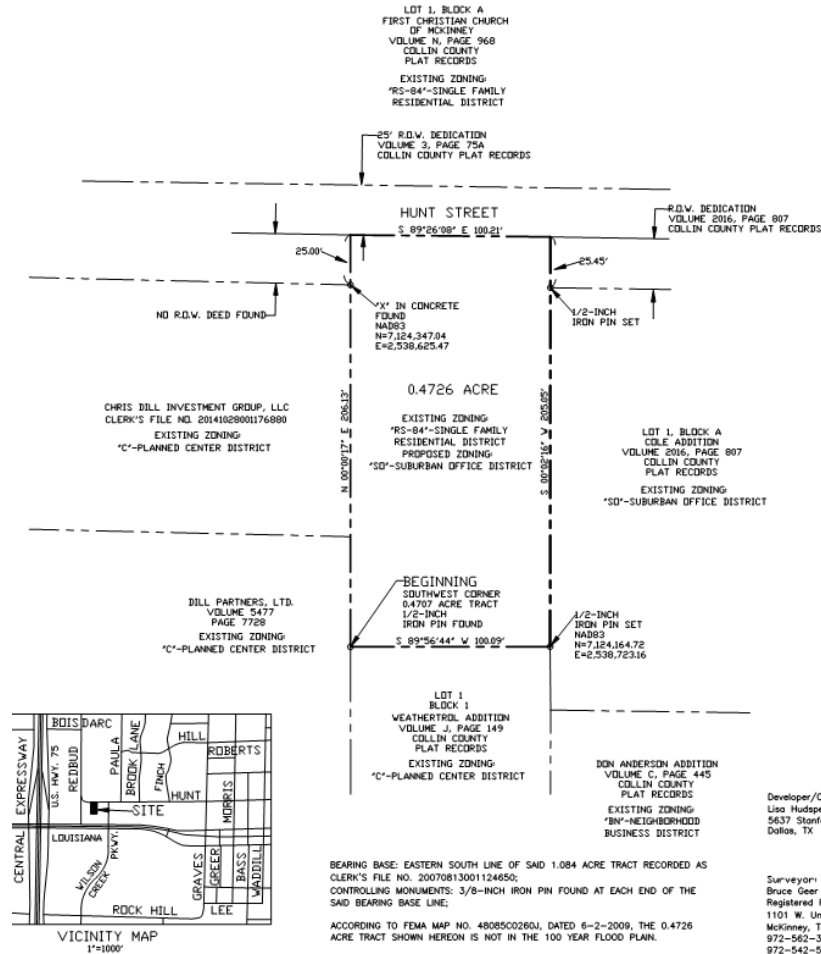 LOT 1, BLOCK A
FIRST CHRISTIAN CHURCH
OF MCKINNEY
VOLUME N, PAGE 968
COLLIN COUNTY
PLAT RECORDS
EXISTING ZONING:
"RS-84"-SINGLE FAMILY
RESIDENTIAL DISTRICT
25' R.O.W. DEDICATION
VOLUME 3, PAGE 75A
COLLIN COUNTY PLAT RECORDS
HUNT STREET
R.O.W. DEDICATION
VOLUME 2016, PAGE 807
COLLIN COUNTY PLAT RECORDS
S 89°26'08" E 100.21'
25.00'
25.45'
NO R.O.W. DEED FOUND
"X" IN CONCRETE
FOUND
NAD83
N=7,124,347.04
E=2,538,625.47
1/2-INCH
IRON PIN SET
N 00°00'17" E 206.13'
S 00°02'16" W 205.05'
0.4726 ACRE
EXISTING ZONING:
"RS-84"-SINGLE FAMILY
RESIDENTIAL DISTRICT
PROPOSED ZONING:
"SO"-SUBURBAN OFFICE DISTRICT
CHRIS DILL INVESTMENT GROUP, LLC
CLERK'S FILE NO. 20141028001176880
EXISTING ZONING:
"C"-PLANNED CENTER DISTRICT
LOT 1, BLOCK A
COLE ADDITION
VOLUME 2016, PAGE 807
COLLIN COUNTY
PLAT RECORDS
EXISTING ZONING:
"SO"-SUBURBAN OFFICE DISTRICT
DILL PARTNERS, LTD.
VOLUME 5477
PAGE 7728
EXISTING ZONING:
"C"-PLANNED CENTER DISTRICT
BEGINNING
SOUTHWEST CORNER
0.4707 ACRE TRACT
1/2-INCH
IRON PIN FOUND
S 89°56'44" W 100.09'
1/2-INCH
IRON PIN SET
NAD83
N=7,124,164.72
E=2,538,723.16
LOT 1
BLOCK 1
WEATHERTROL ADDITION
VOLUME J, PAGE 149
COLLIN COUNTY
PLAT RECORDS
EXISTING ZONING:
"C"-PLANNED CENTER DISTRICT
DON ANDERSON ADDITION
VOLUME C, PAGE 445
COLLIN COUNTY
PLAT RECORDS
EXISTING ZONING:
"BN"-NEIGHBORHOOD
BUSINESS DISTRICT
BOIS DARC
CENTRAL EXPRESSWAY
U.S. HWY. 75
REDBUD
PAULA
BROOK LANE
FINCH
HILL
ROBERTS
HUNT
SITE
MORRIS
LOUISIANA
WILSON CREEK PKWY.
GRAVES
GREER
BASS
WADDILL
ROCK HILL
LEE
VICINITY MAP
1"=1000'
BEARING BASE: EASTERN SOUTH LINE OF SAID 1.084 ACRE TRACT RECORDED AS
CLERK'S FILE NO. 20070813001124650;
CONTROLLING MONUMENTS: 3/8-INCH IRON PIN FOUND AT EACH END OF THE
SAID BEARING BASE LINE;
ACCORDING TO FEMA MAP NO. 48085C0260J, DATED 6-2-2009, THE 0.4726
ACRE TRACT SHOWN HEREON IS NOT IN THE 100 YEAR FLOOD PLAIN.
Developer/
Lisa Hudspe
5637 Stanf
Dallas, TX
Surveyor:
Bruce Geer
Registered
1101 W. Un
McKinney, T
972-562-3
972-542-5